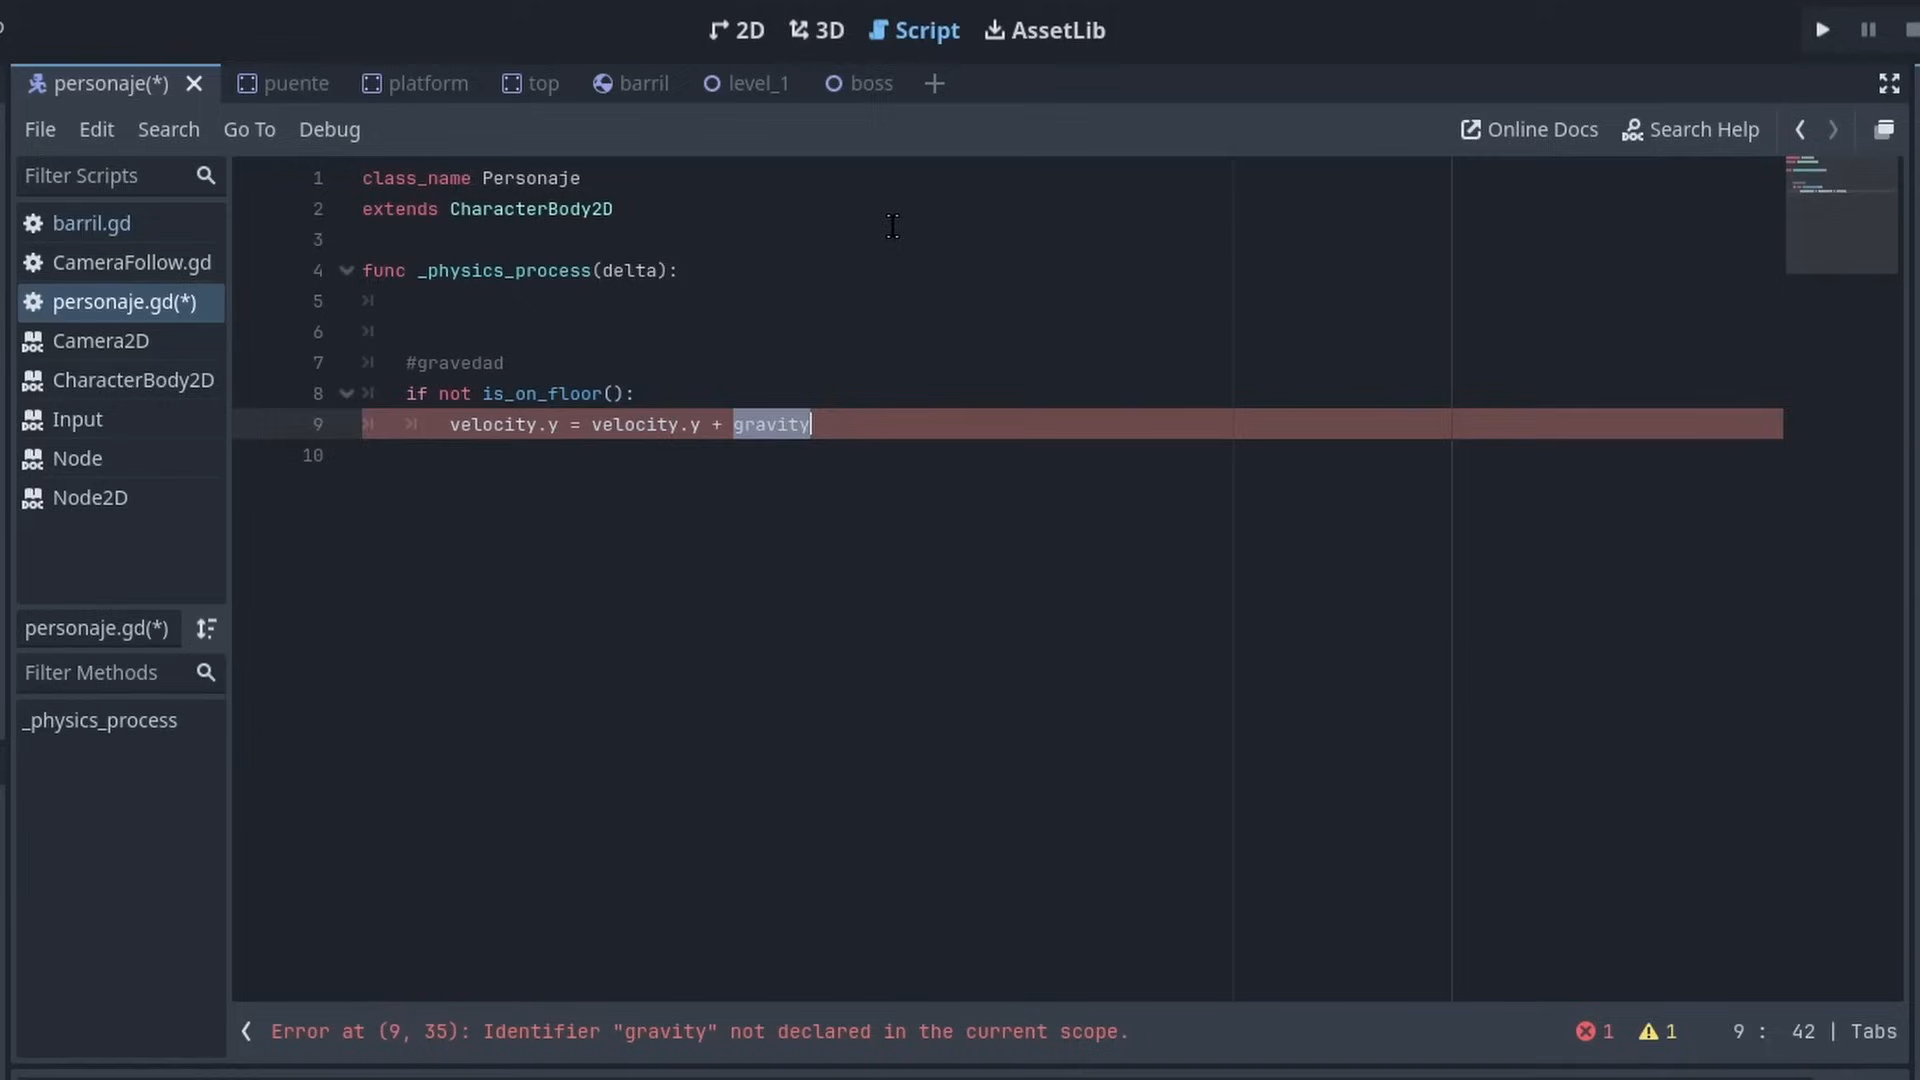 2D 3D Script AssetLib
personaje(*) puente platform top barril level_1 boss
File Edit Search Go To Debug Online Docs Search Help
Filter Scripts
barril.gd
CameraFollow.gd
personaje.gd(*)
Camera2D
CharacterBody2D
Input
Node
Node2D
personaje.gd(*)
Filter Methods
_physics_process
1 class_name Personaje
2 extends CharacterBody2D
3
4 func _physics_process(delta):
5
6
7 #gravedad
8 if not is_on_floor():
9 velocity.y = velocity.y + gravity
10
Error at (9, 35): Identifier "gravity" not declared in the current scope.
1 1 9 : 42 | Tabs